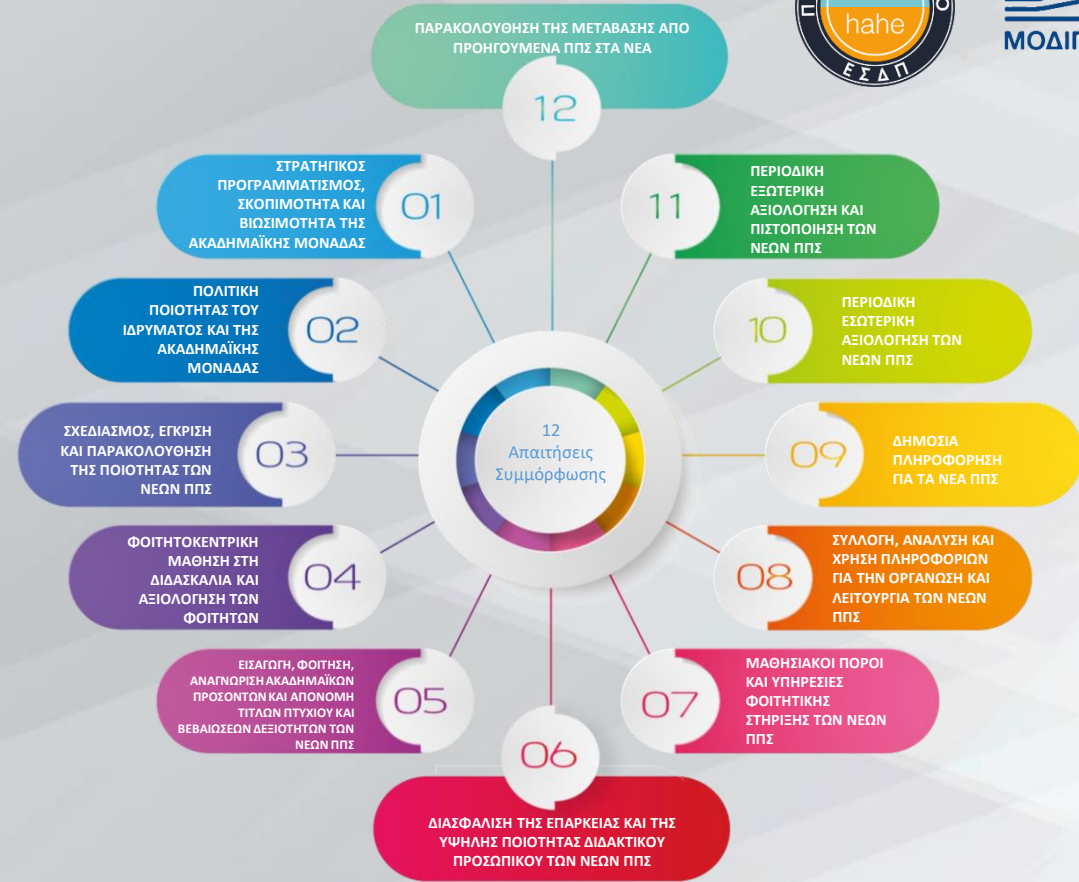 ΠΑΡΑΚΟΛΟΥΘΗΣΗ ΤΗΣ ΜΕΤΑΒΑΣΗΣ ΑΠΟ
ΠΡΟΗΓΟΥΜΕΝΑ ΠΠΣ ΣΤΑ ΝΕΑ
12
hahe
ΕΣΔΠ
01
ΣΤΡΑΤΗΓΙΚΟΣ
ΠΡΟΓΡΑΜΜΑΤΙΣΜΟΣ,
ΣΚΟΠΙΜΟΤΗΤΑ ΚΑΙ
ΒΙΩΣΙΜΟΤΗΤΑ ΤΗΣ
ΑΚΑΔΗΜΑΪΚΗΣ ΜΟΝΑΔΑΣ
02
ΠΟΛΙΤΙΚΗ
ΠΟΙΟΤΗΤΑΣ ΤΟΥ
ΙΔΡΥΜΑΤΟΣ ΚΑΙ ΤΗΣ
ΑΚΑΔΗΜΑΪΚΗΣ
ΜΟΝΑΔΑΣ
03
ΣΧΕΔΙΑΣΜΟΣ, ΕΓΚΡΙΣΗ
ΚΑΙ ΠΑΡΑΚΟΛΟΥΘΗΣΗ
ΤΗΣ ΠΟΙΟΤΗΤΑΣ ΤΩΝ
ΝΕΩΝ ΠΠΣ
04
ΦΟΙΤΗΤΟΚΕΝΤΡΙΚΗ
ΜΑΘΗΣΗ ΣΤΗ
ΔΙΔΑΣΚΑΛΙΑ ΚΑΙ
ΑΞΙΟΛΟΓΗΣΗ ΤΩΝ
ΦΟΙΤΗΤΩΝ
05
ΕΙΣΑΓΩΓΗ, ΦΟΙΤΗΣΗ,
ΑΝΑΓΝΩΡΙΣΗ ΑΚΑΔΗΜΑΪΚΩΝ
ΠΡΟΣΟΝΤΩΝ ΚΑΙ ΑΠΟΝΟΜΗ
ΤΙΤΛΩΝ ΠΤΥΧΙΟΥ ΚΑΙ
ΒΕΒΑΙΩΣΕΩΝ ΔΕΞΙΟΤΗΤΩΝ ΤΩΝ
ΝΕΩΝ ΠΠΣ
06
ΔΙΑΣΦΑΛΙΣΗ ΤΗΣ ΕΠΑΡΚΕΙΑΣ ΚΑΙ ΤΗΣ
ΥΨΗΛΗΣ ΠΟΙΟΤΗΤΑΣ ΔΙΔΑΚΤΙΚΟΥ
ΠΡΟΣΩΠΙΚΟΥ ΤΩΝ ΝΕΩΝ ΠΠΣ
07
ΜΑΘΗΣΙΑΚΟΙ ΠΟΡΟΙ
ΚΑΙ ΥΠΗΡΕΣΙΕΣ
ΦΟΙΤΗΤΙΚΗΣ
ΣΤΗΡΙΞΗΣ ΤΩΝ ΝΕΩΝ
ΠΠΣ
08
ΣΥΛΛΟΓΗ, ΑΝΑΛΥΣΗ ΚΑΙ
ΧΡΗΣΗ ΠΛΗΡΟΦΟΡΙΩΝ
ΓΙΑ ΤΗΝ ΟΡΓΑΝΩΣΗ ΚΑΙ
ΛΕΙΤΟΥΡΓΙΑ ΤΩΝ ΝΕΩΝ
ΠΠΣ
09
ΔΗΜΟΣΙΑ
ΠΛΗΡΟΦΟΡΗΣΗ
ΓΙΑ ΤΑ ΝΕΑ ΠΠΣ
10
ΠΕΡΙΟΔΙΚΗ
ΕΣΩΤΕΡΙΚΗ
ΑΞΙΟΛΟΓΗΣΗ ΤΩΝ
ΝΕΩΝ ΠΠΣ
11
ΠΕΡΙΟΔΙΚΗ
ΕΞΩΤΕΡΙΚΗ
ΑΞΙΟΛΟΓΗΣΗ ΚΑΙ
ΠΙΣΤΟΠΟΙΗΣΗ ΤΩΝ
ΝΕΩΝ ΠΠΣ
12
Απαιτήσεις
Συμμόρφωσης